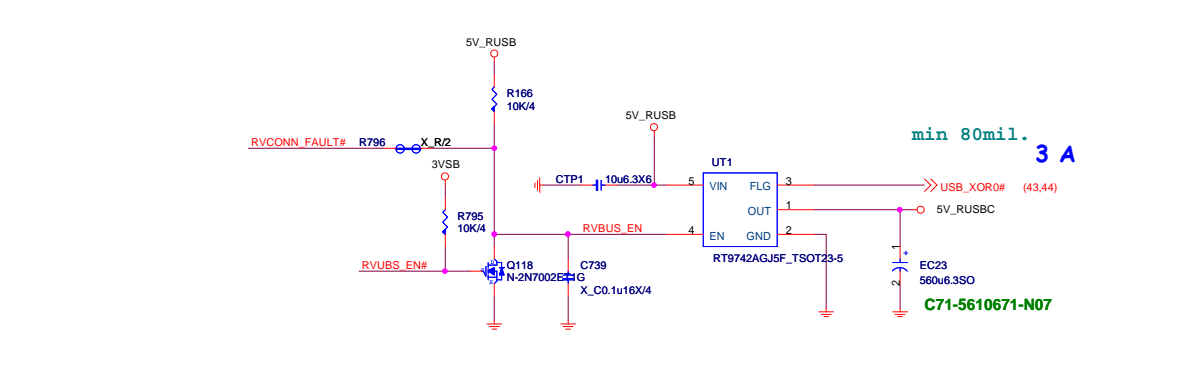 5V_RUSB
R166
10K/4
5V_RUSB
min 80mil.
3 A
RVCONN_FAULT# R796 X_R/2
3VSB
UT1
CTP1 10u6.3X6 5 VIN FLG 3 USB_XOR0# (43,44)
R795
10K/4
OUT 1 5V_RUSBC
RVBUS_EN 4 EN GND 2
1
+
RT9742AGJ5F_TSOT23-5
RVUBS_EN#
Q118
C739
EC23
560u6.3SO
2
X_C0.1u16X/4
C71-5610671-N07